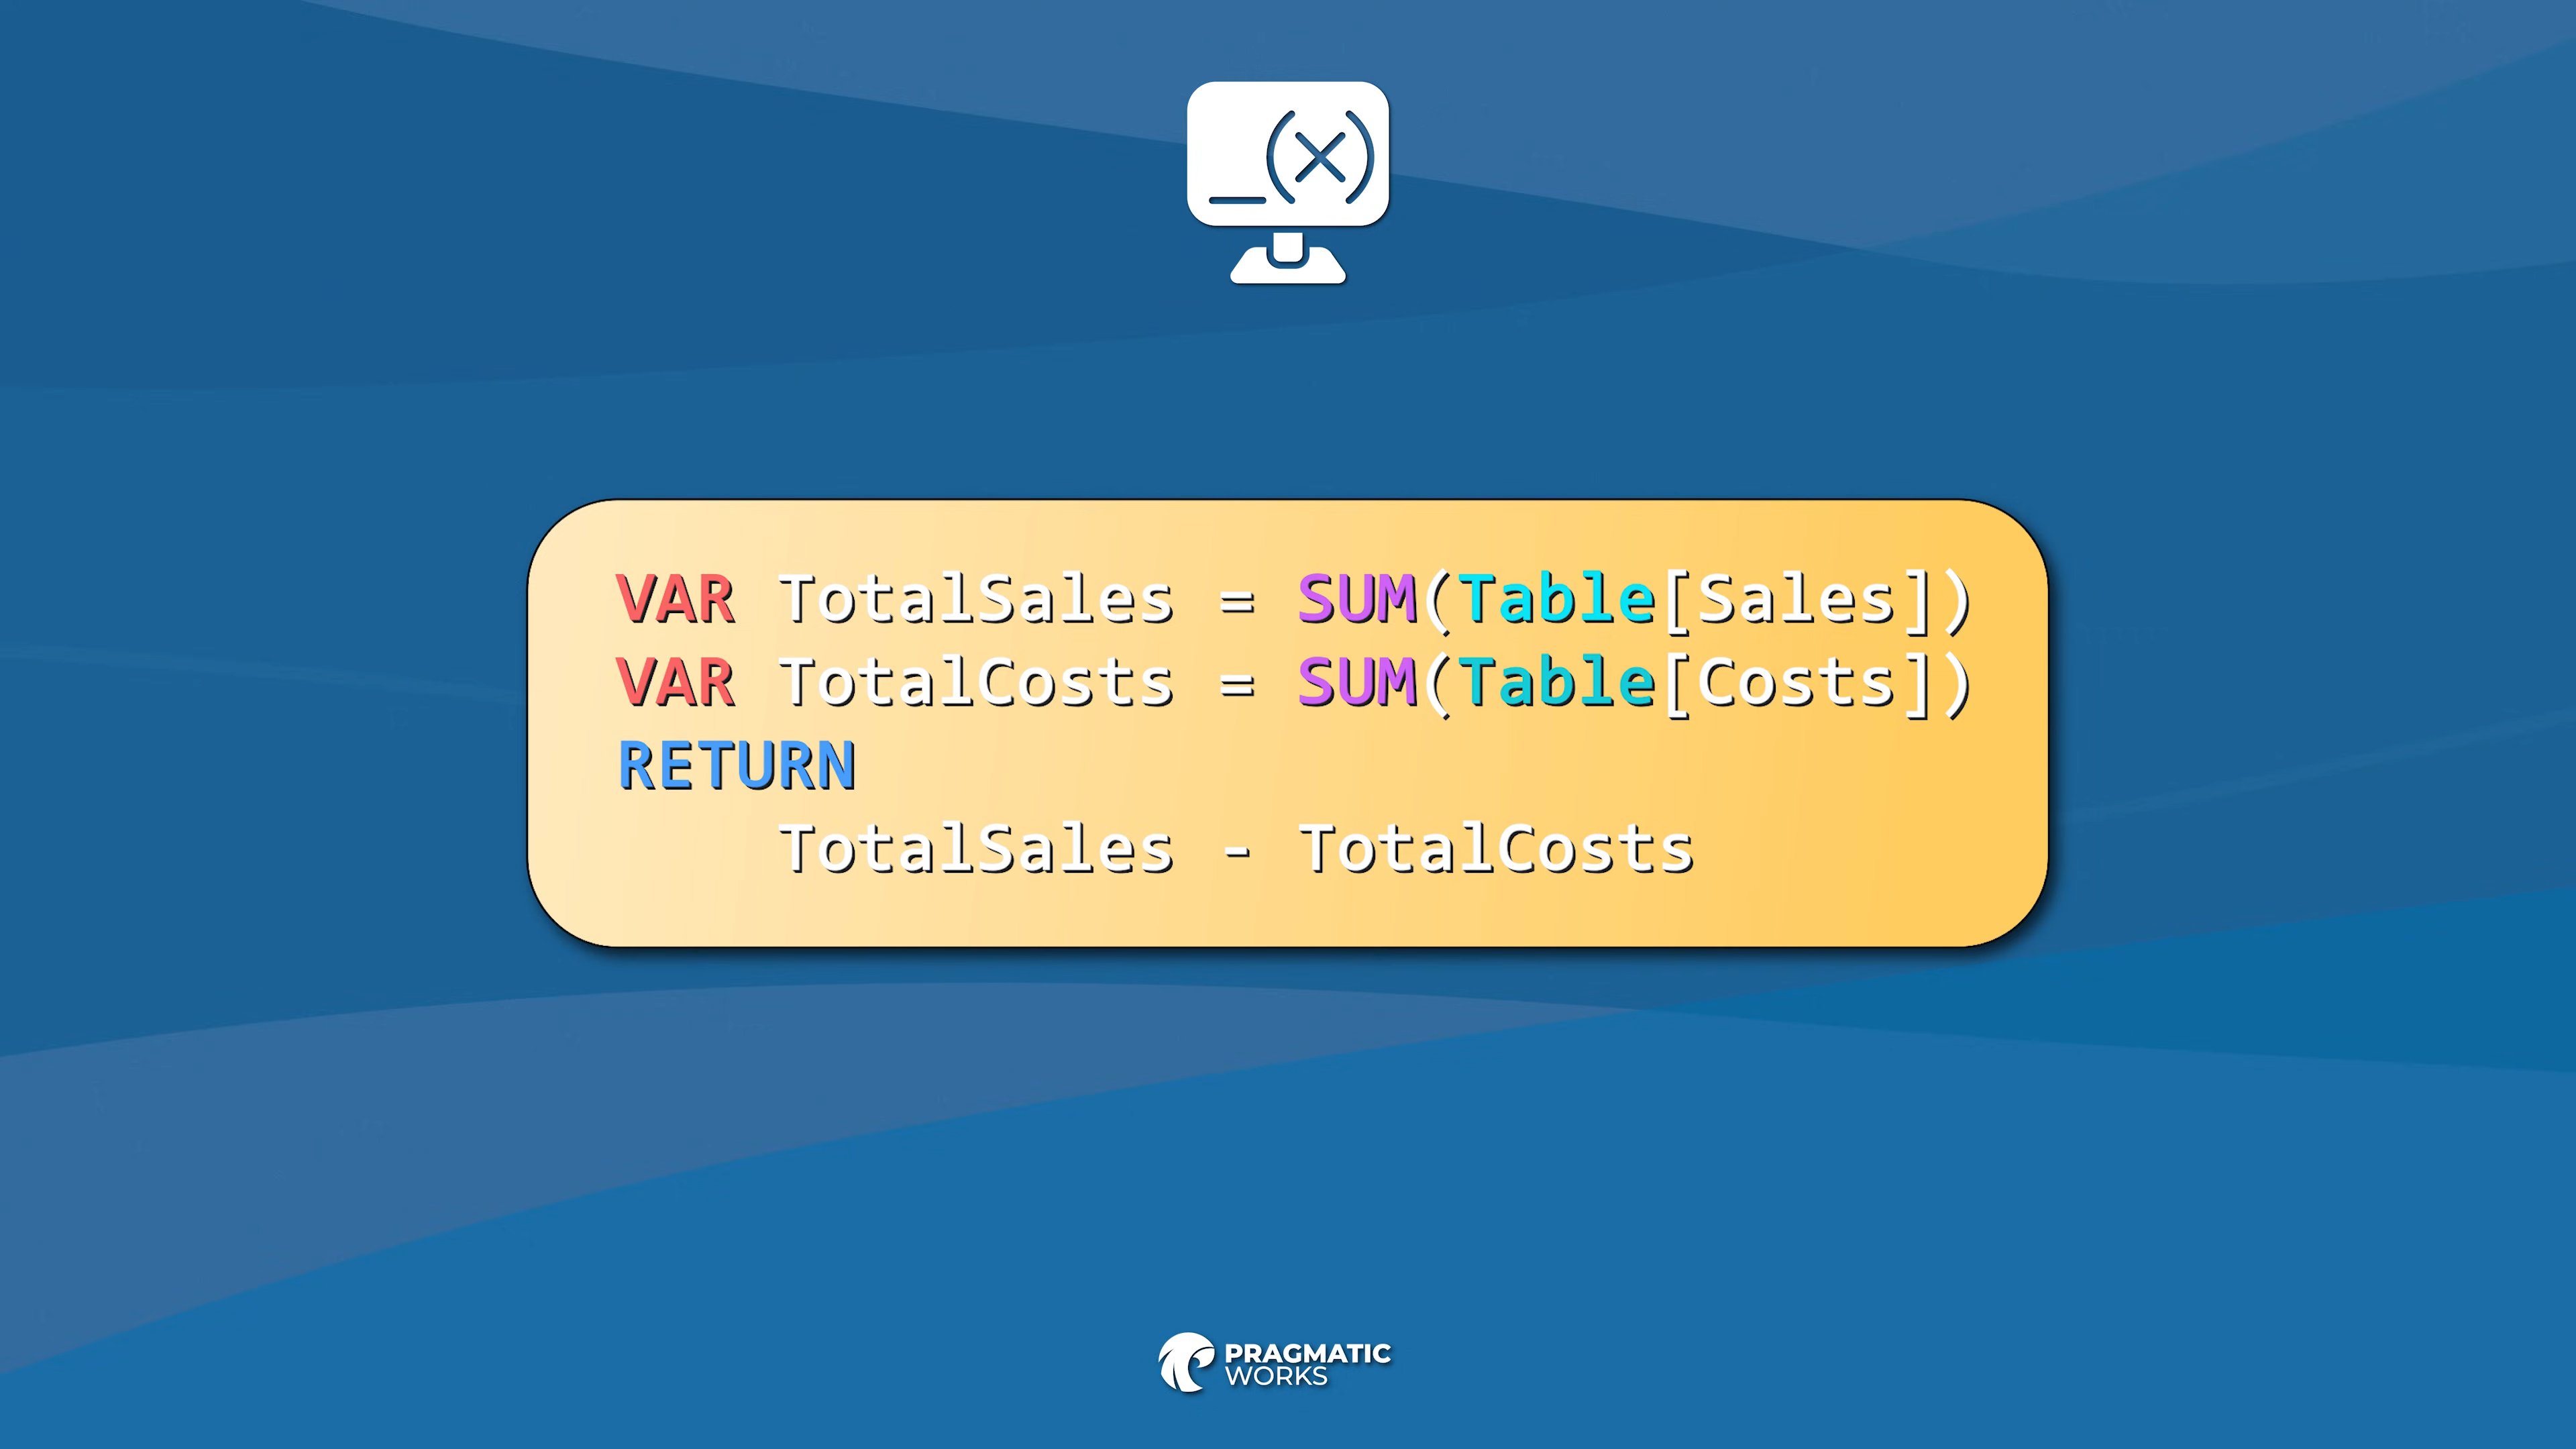 VAR TotalSales = SUM(Table[Sales])
VAR TotalCosts = SUM(Table[Costs])
RETURN
    TotalSales - TotalCosts
PRAGMATIC
WORKS